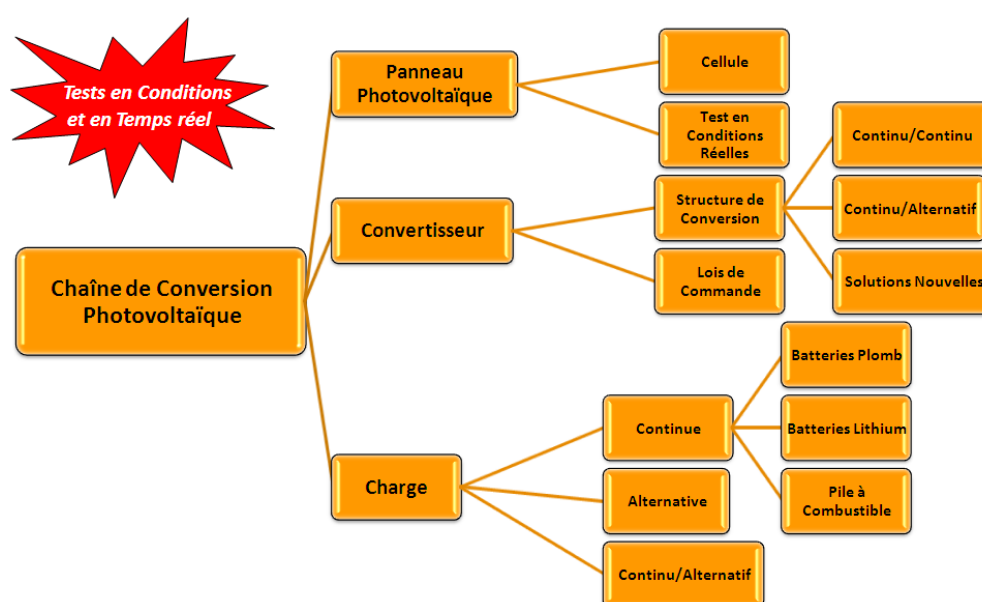 Tests en Conditions
et en Temps réel
Chaîne de Conversion
Photovoltaïque
Panneau
Photovoltaïque
Cellule
Test en
Conditions
Réelles
Convertisseur
Structure de
Conversion
Continu/Continu
Continu/Alternatif
Solutions Nouvelles
Lois de
Commande
Charge
Continue
Batteries Plomb
Batteries Lithium
Pile à
Combustible
Alternative
Continu/Alternatif